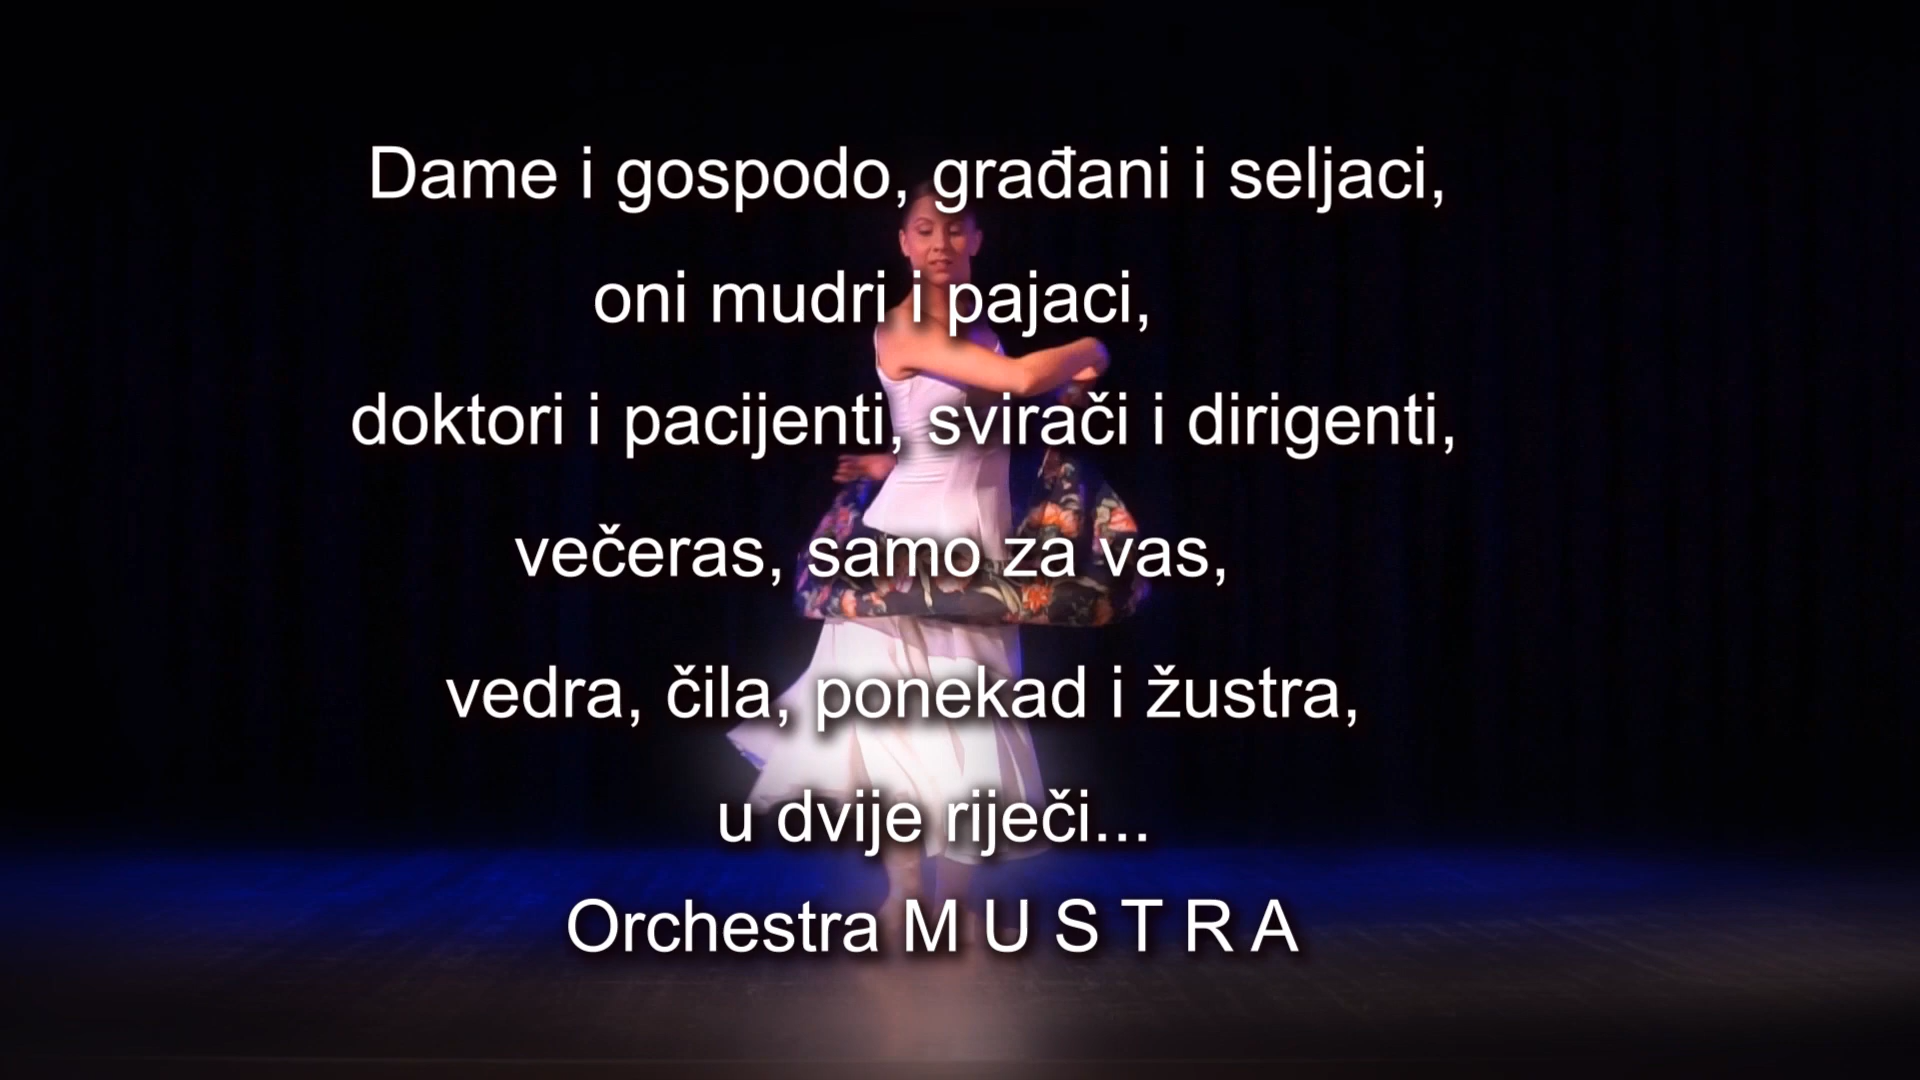 Dame i gospodo, građani i seljaci,
oni mudri i pajaci,
doktori i pacijenti, svirači i dirigenti,
večeras, samo za vas,
vedra, čila, ponekad i žustra,
u dvije riječi...
Orchestra M U S T R A